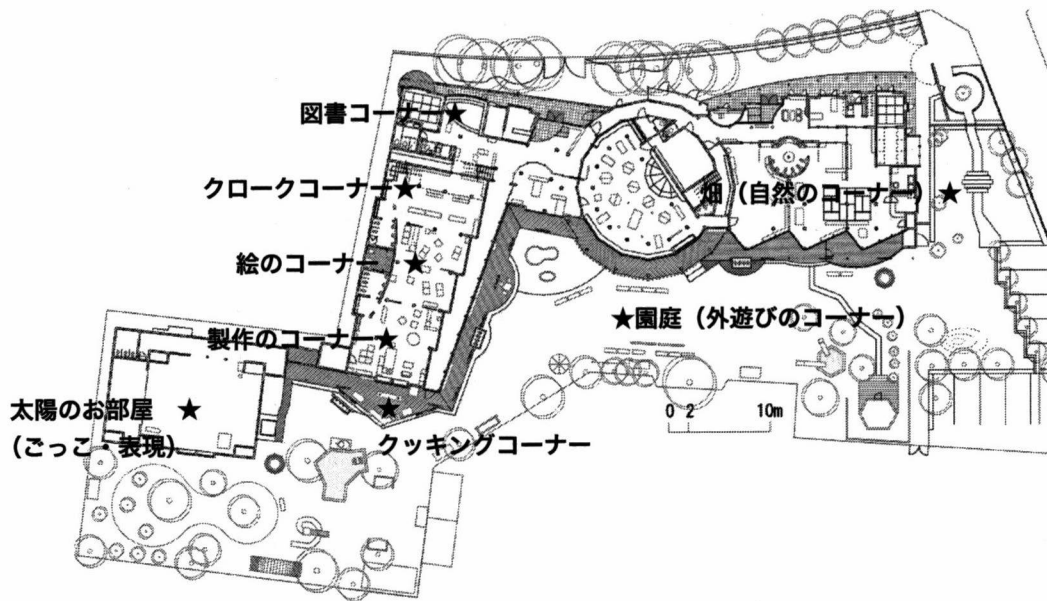 図書コーナー★
クロークコーナー★
畑（自然のコーナー）★
絵のコーナー★
★園庭（外遊びのコーナー）
製作のコーナー★
太陽のお部屋★
（ごっこ・表現）
★
クッキングコーナー
0 2 10m